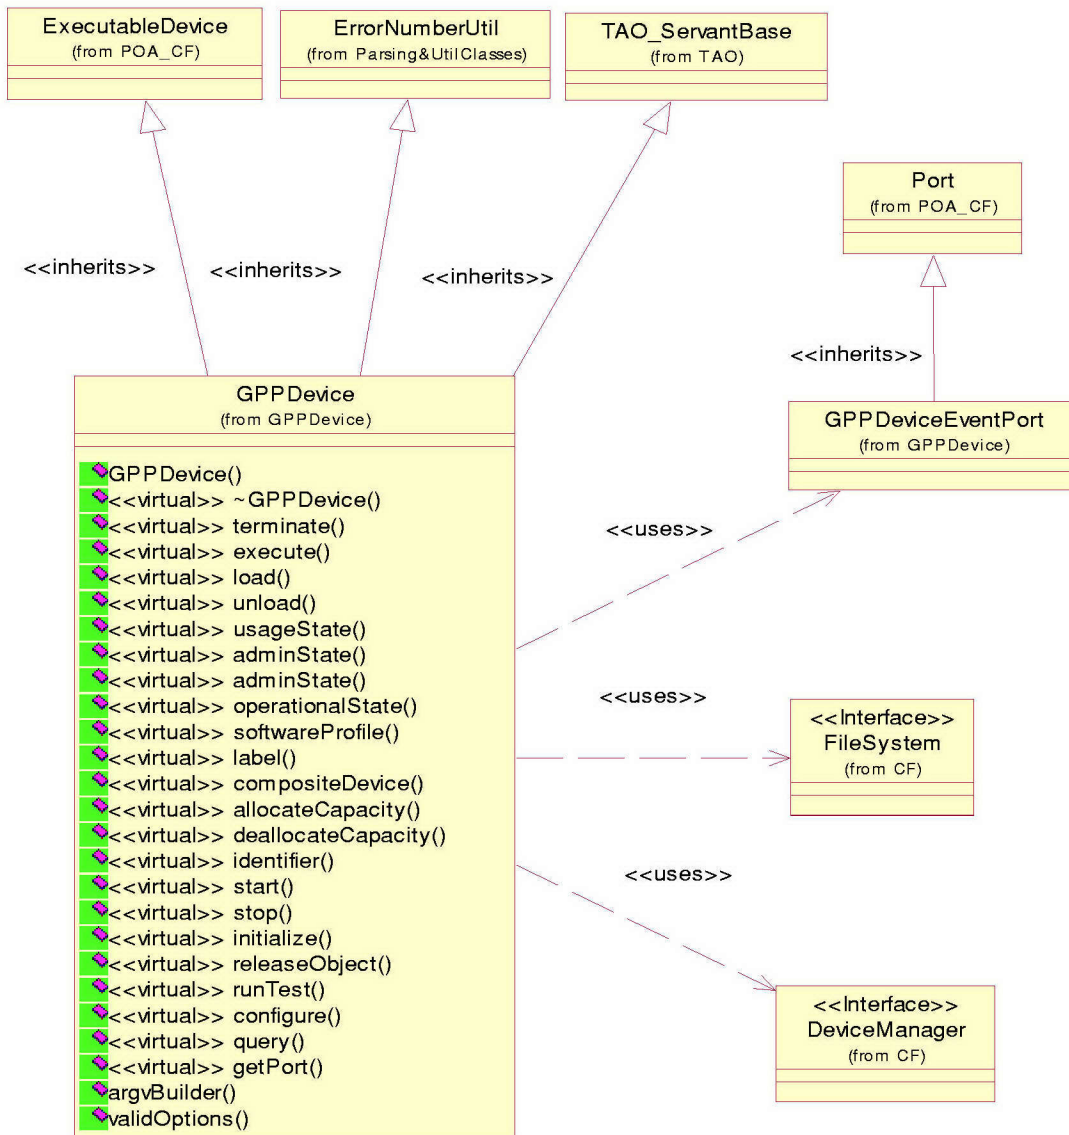 ExecutableDevice
(from POA_CF)
ErrorNumberUtil
(from Parsing&UtilClasses)
TAO_ServantBase
(from TAO)
Port
(from POA_CF)
<<inherits>>
<<inherits>>
<<inherits>>
<<inherits>>
GPPDevice
(from GPPDevice)
GPPDeviceEventPort
(from GPPDevice)
GPPDevice()
<<virtual>> ~GPPDevice()
<<virtual>> terminate()
<<virtual>> execute()
<<virtual>> load()
<<virtual>> unload()
<<virtual>> usageState()
<<virtual>> adminState()
<<virtual>> adminState()
<<virtual>> operationalState()
<<virtual>> softwareProfile()
<<virtual>> label()
<<virtual>> compositeDevice()
<<virtual>> allocateCapacity()
<<virtual>> deallocateCapacity()
<<virtual>> identifier()
<<virtual>> start()
<<virtual>> stop()
<<virtual>> initialize()
<<virtual>> releaseObject()
<<virtual>> runTest()
<<virtual>> configure()
<<virtual>> query()
<<virtual>> getPort()
argvBuilder()
validOptions()
<<uses>>
<<uses>>
<<Interface>>
FileSystem
(from CF)
<<uses>>
<<Interface>>
DeviceManager
(from CF)